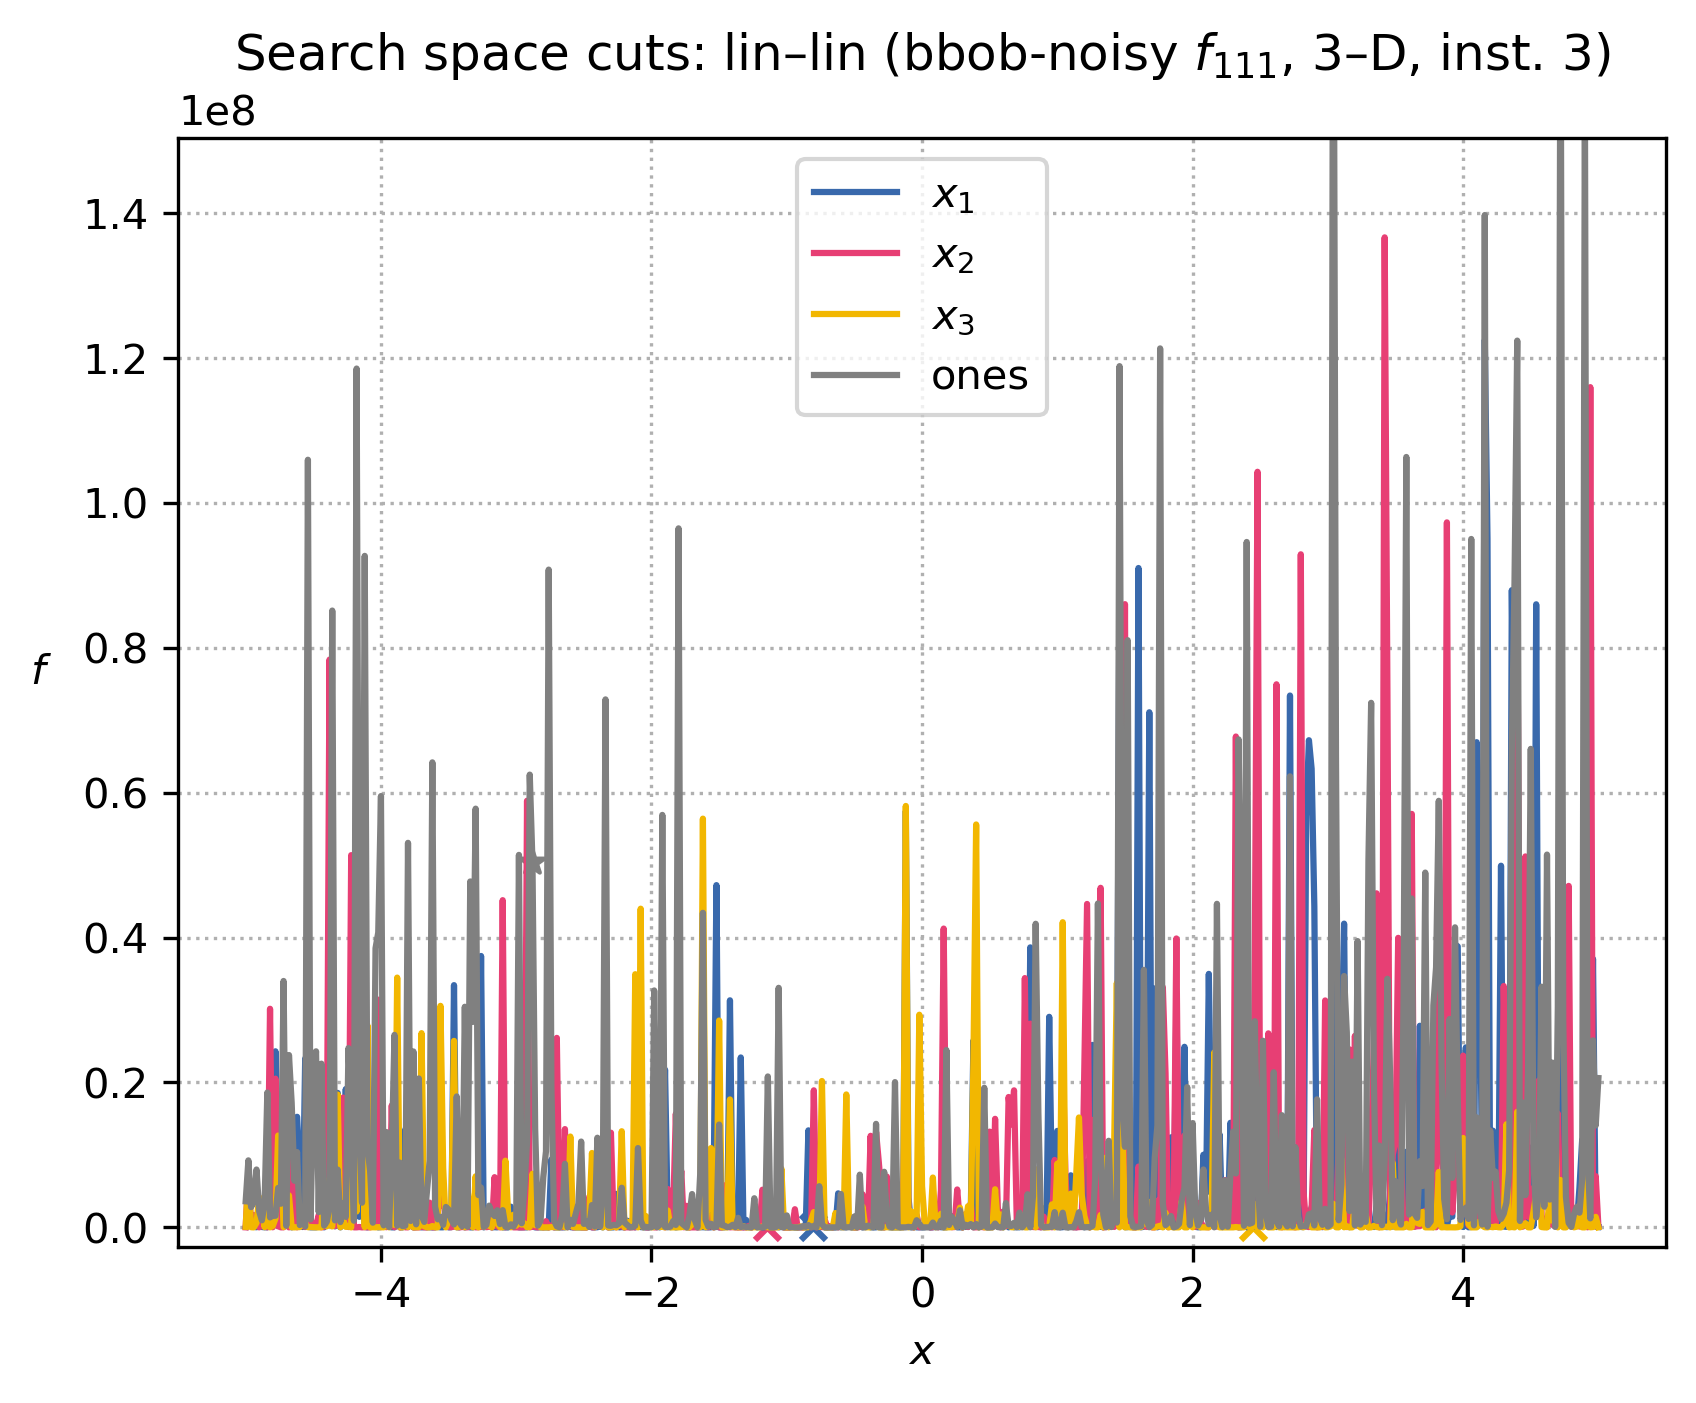 Search space cuts: lin–lin (bbob-noisy f₁₁₁, 3–D, inst. 3)
1e8
x₁
x₂
x₃
ones
1.4
1.2
1.0
0.8
0.6
0.4
0.2
0.0
f
−4
−2
0
2
4
x